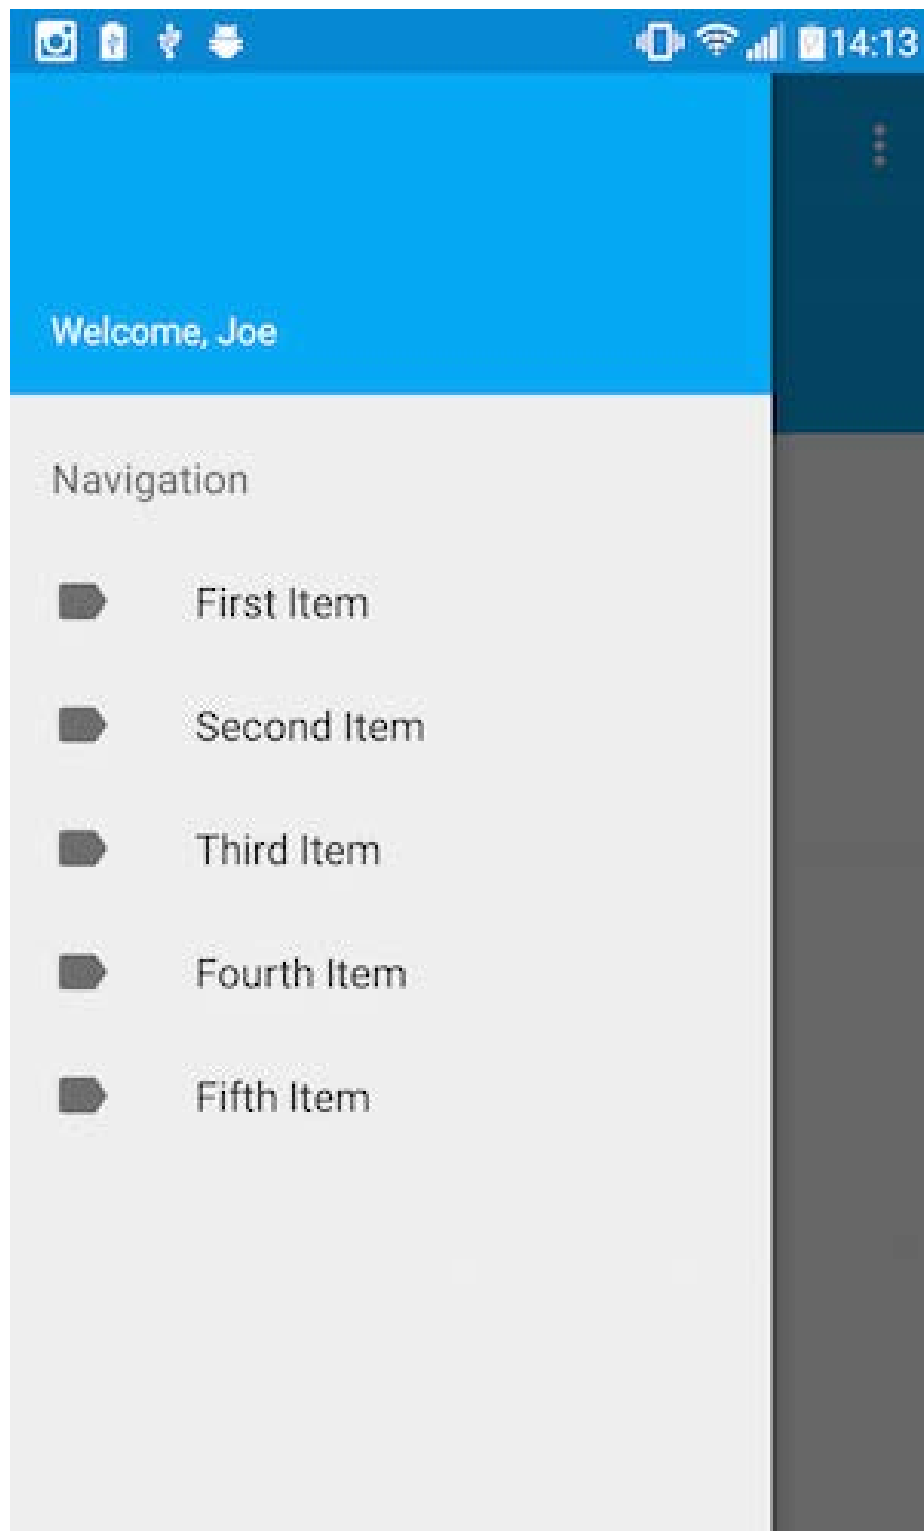 14:13
Welcome, Joe
Navigation
First Item
Second Item
Third Item
Fourth Item
Fifth Item